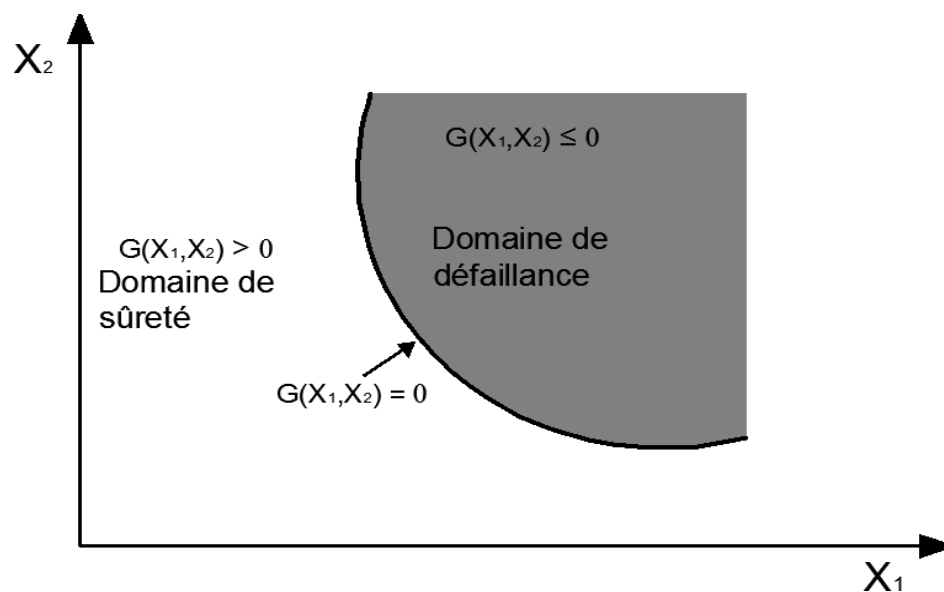 X₂
G(X₁,X₂) ≤ 0
Domaine de
défaillance
G(X₁,X₂) > 0
Domaine de
sûreté
G(X₁,X₂) = 0
X₁